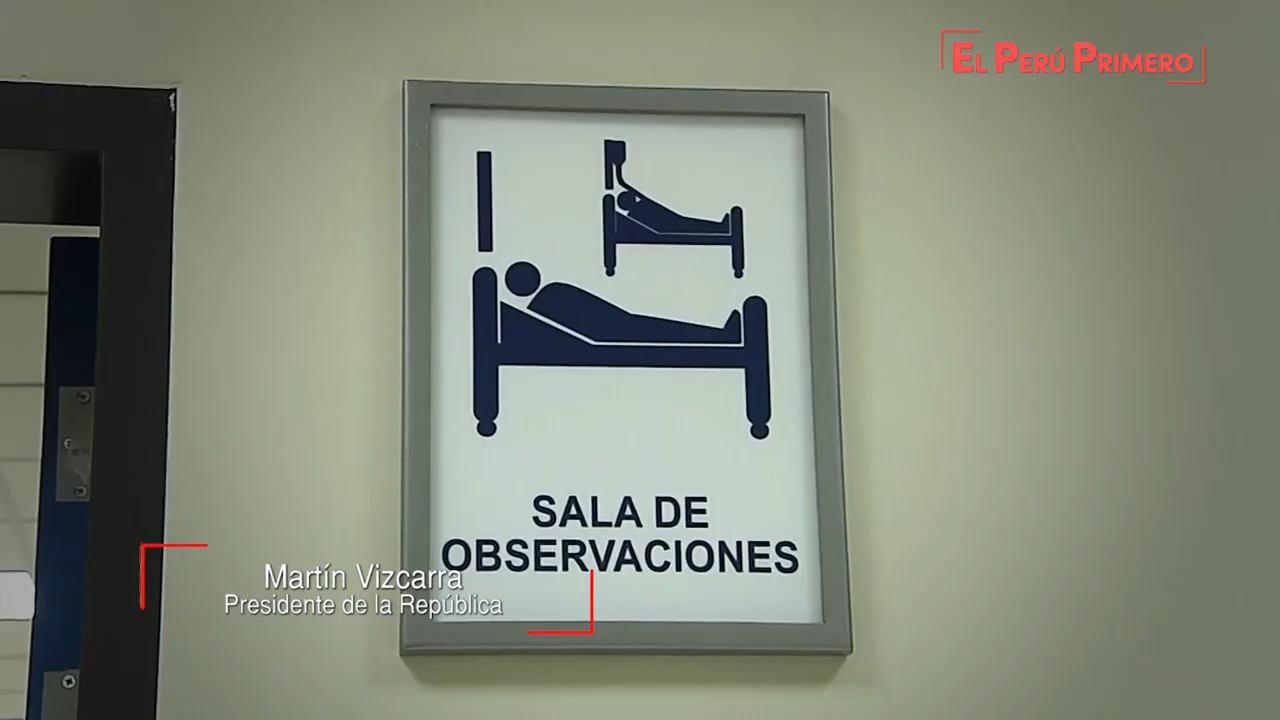 EL PERÚ PRIMERO
SALA DE
OBSERVACIONES
Martín Vizcarra
Presidente de la República